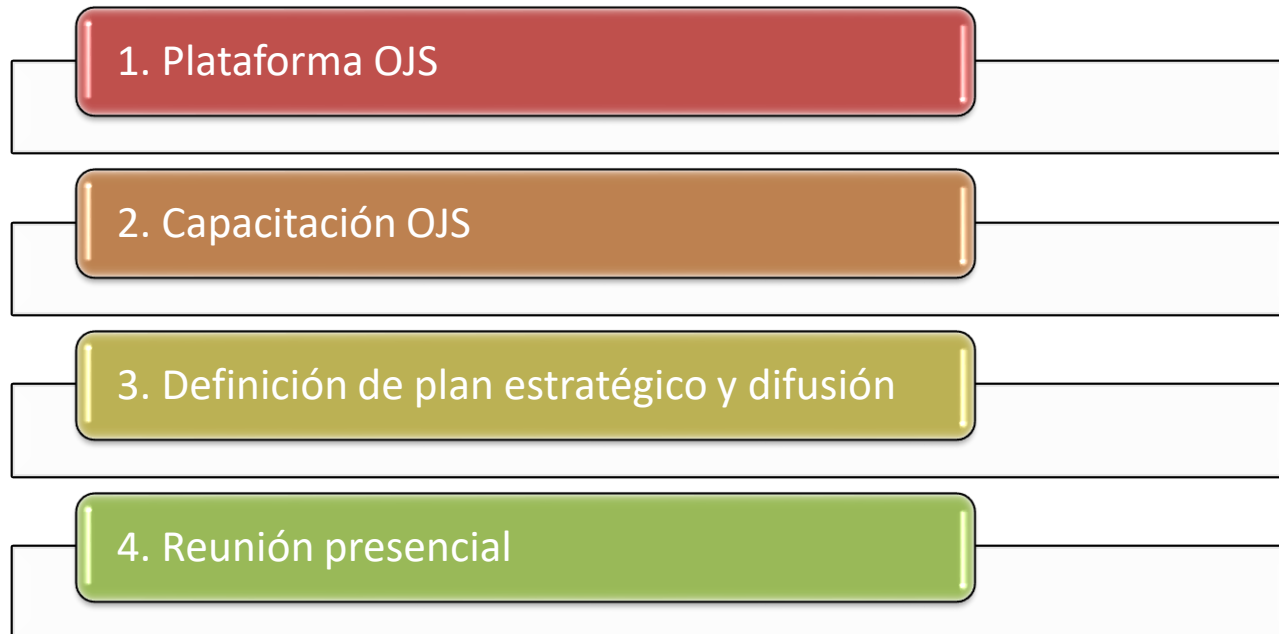 1. Plataforma OJS
2. Capacitación OJS
3. Definición de plan estratégico y difusión
4. Reunión presencial